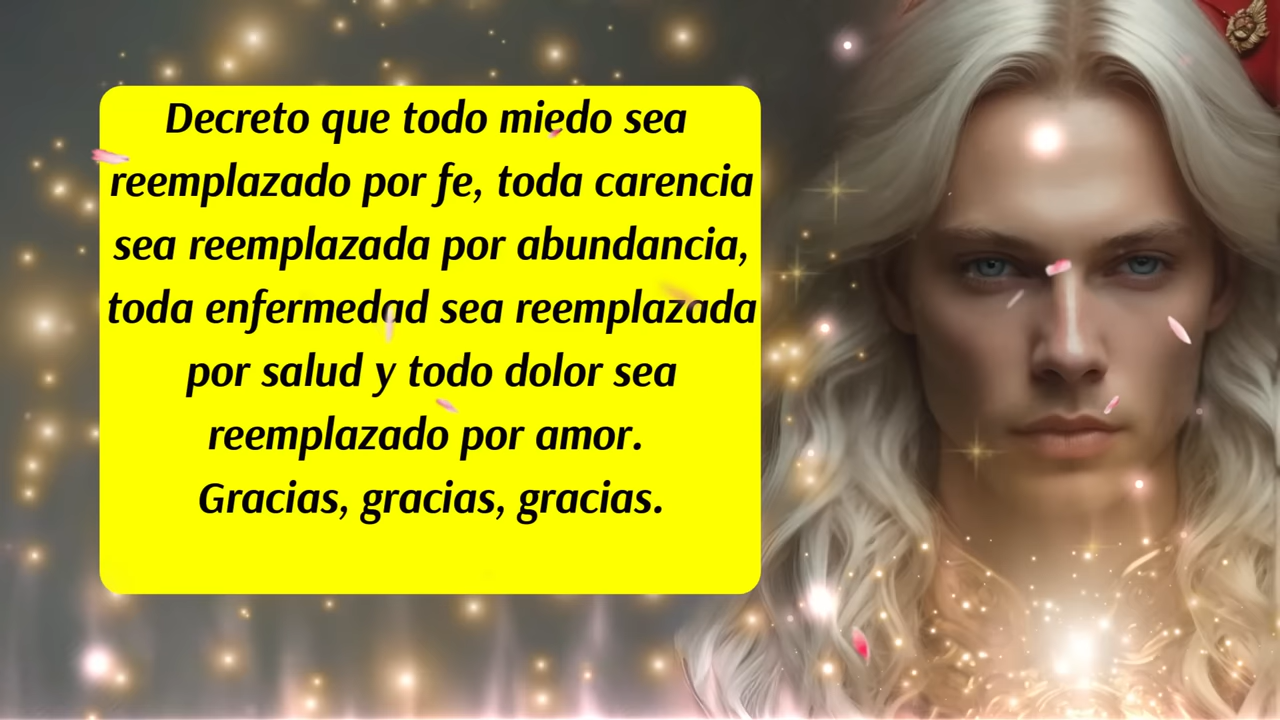 Decreto que todo miedo sea
reemplazado por fe, toda carencia
sea reemplazada por abundancia,
toda enfermedad sea reemplazada
por salud y todo dolor sea
reemplazado por amor.
Gracias, gracias, gracias.